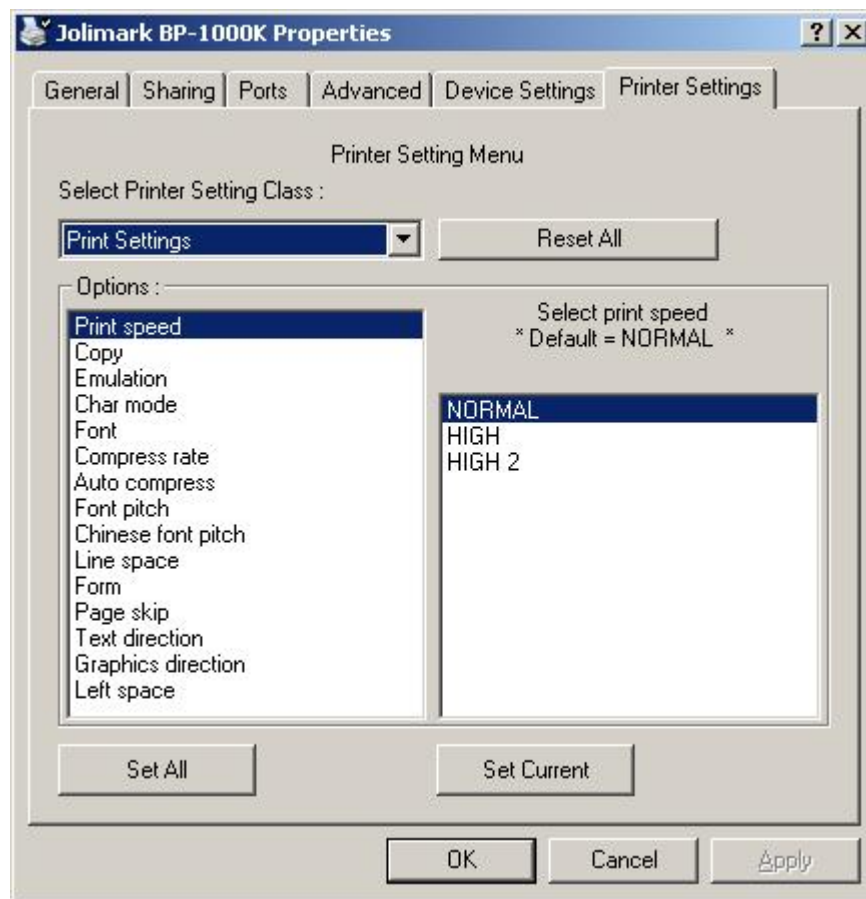 Jolimark BP-1000K Properties
General Sharing Ports Advanced Device Settings Printer Settings
Printer Setting Menu
Select Printer Setting Class :
Print Settings
Reset All
Options :
Print speed
Copy
Emulation
Char mode
Font
Compress rate
Auto compress
Font pitch
Chinese font pitch
Line space
Form
Page skip
Text direction
Graphics direction
Left space
Select print speed
* Default = NORMAL *
NORMAL
HIGH
HIGH 2
Set All
Set Current
OK
Cancel
Apply